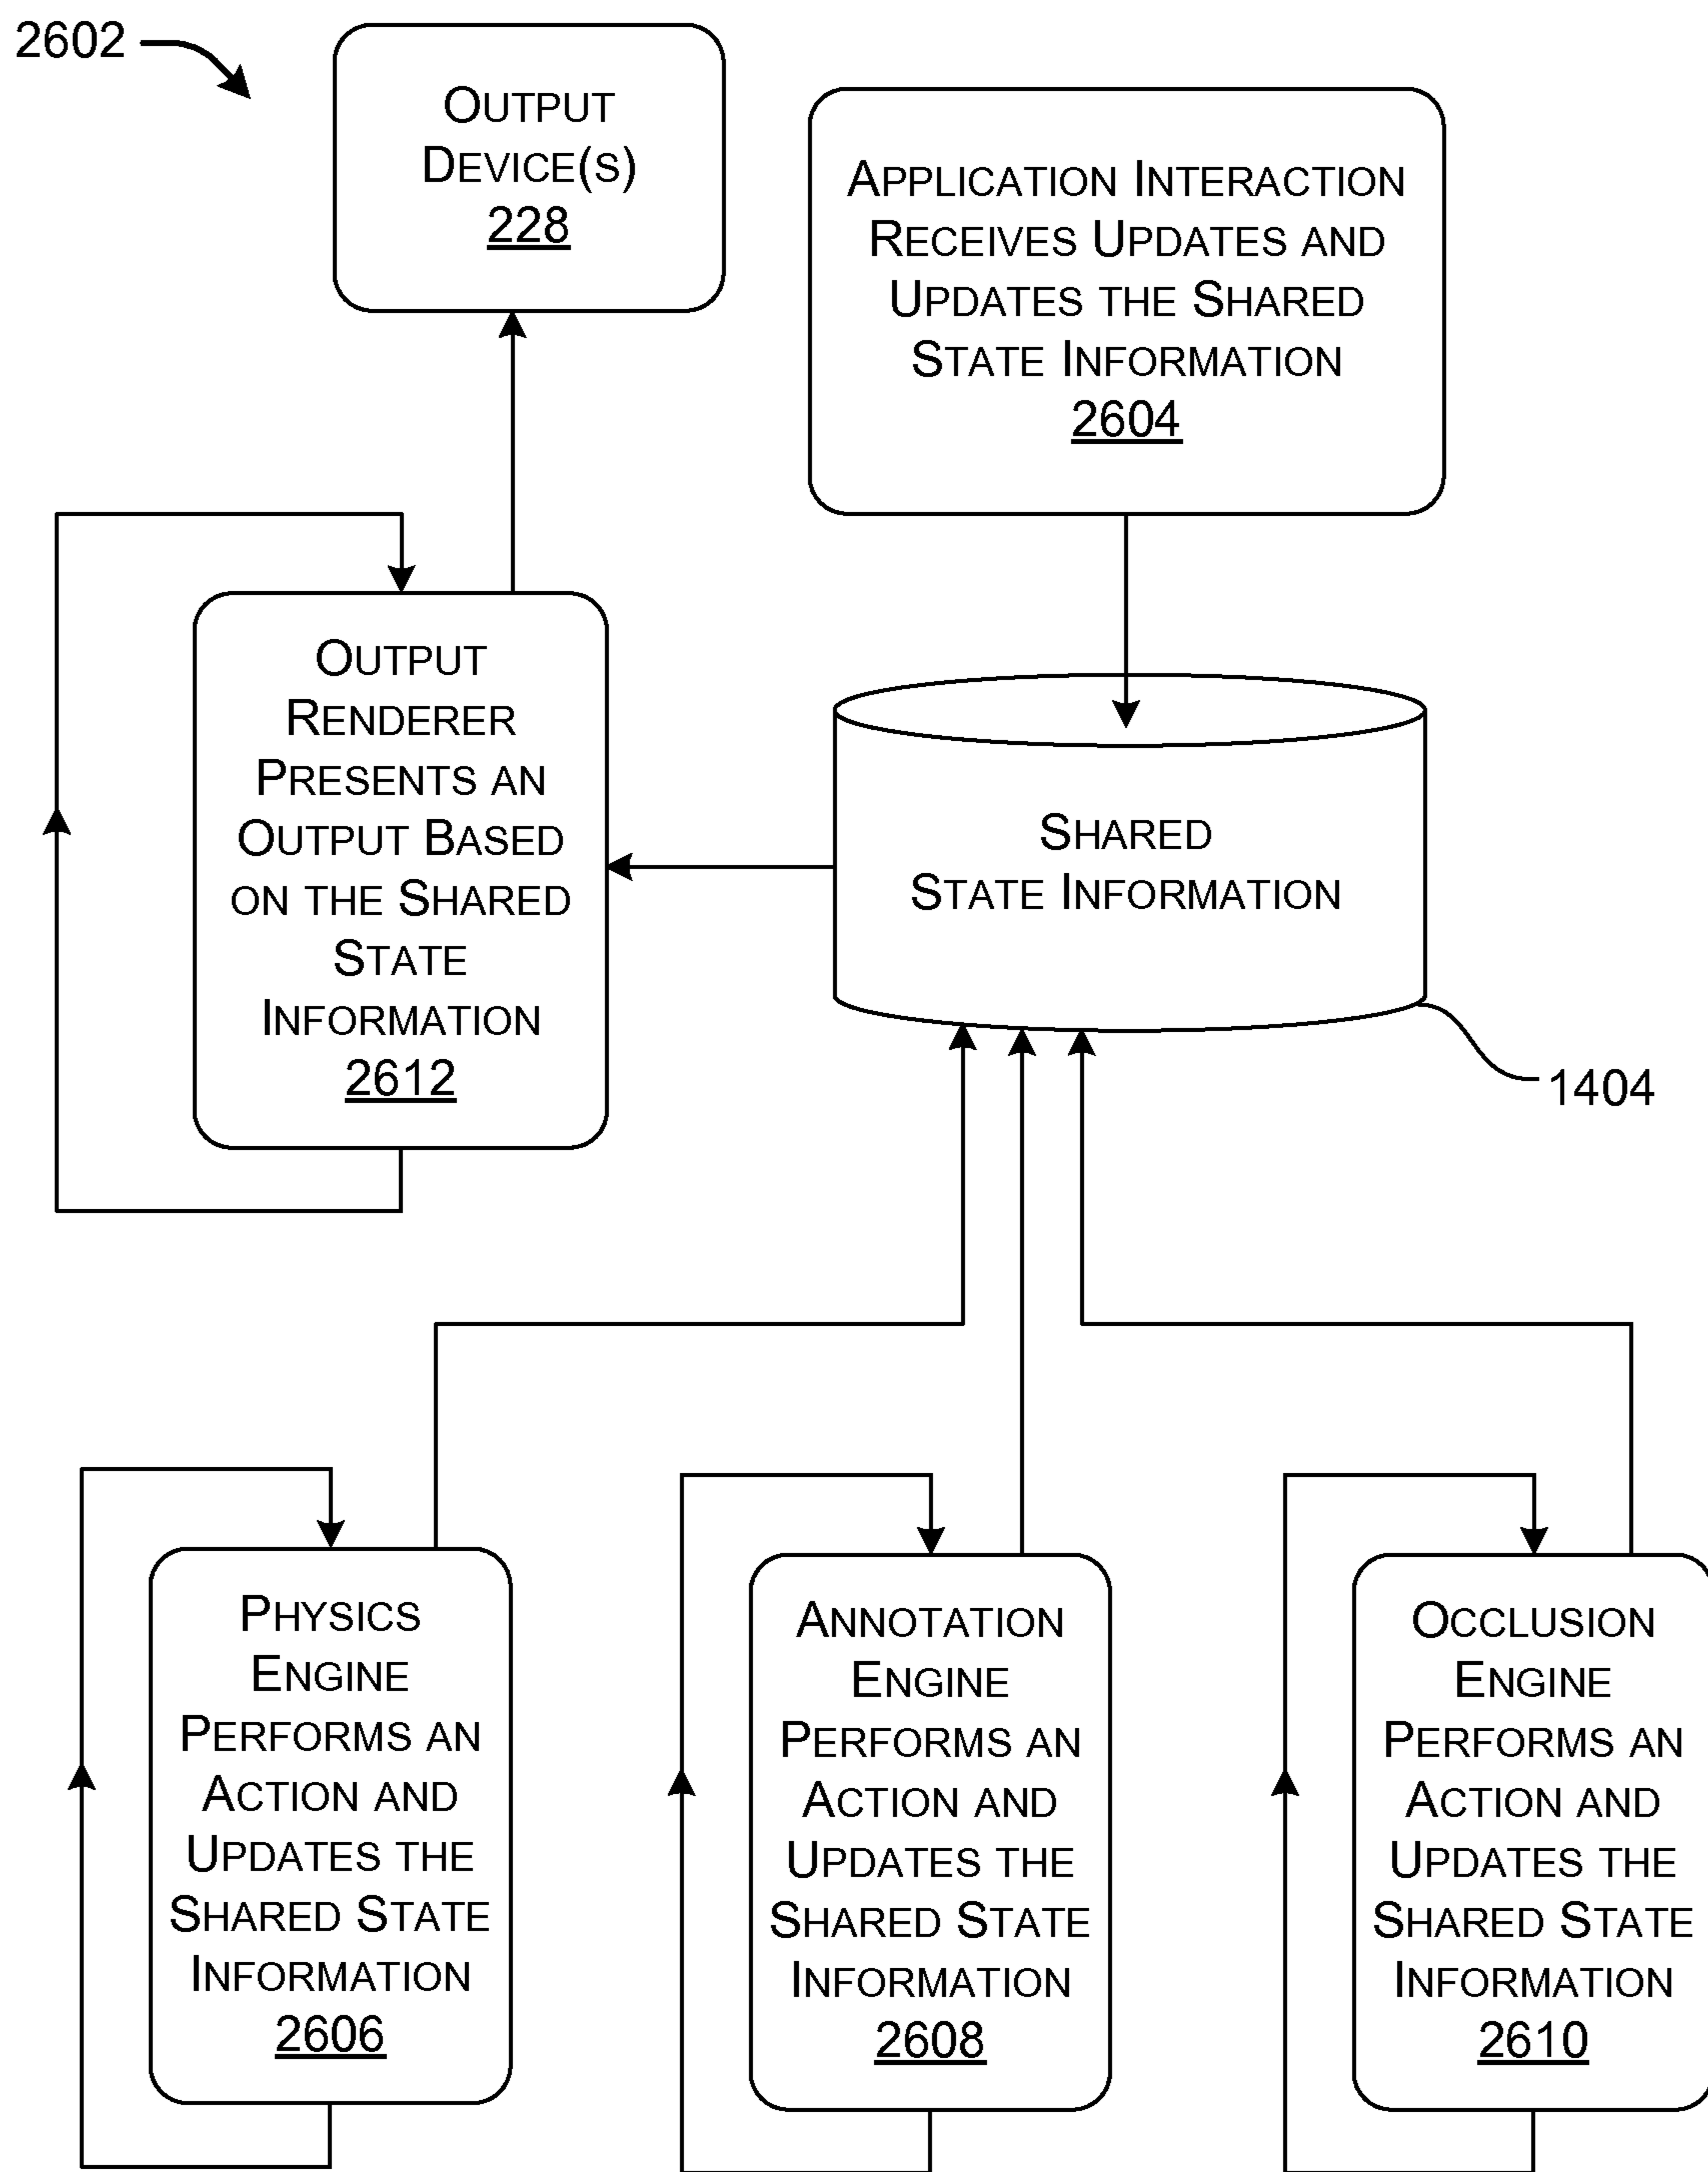 2602
OUTPUT
DEVICE(S)
228
APPLICATION INTERACTION
RECEIVES UPDATES AND
UPDATES THE SHARED
STATE INFORMATION
2604
OUTPUT
RENDERER
PRESENTS AN
OUTPUT BASED
ON THE SHARED
STATE
INFORMATION
2612
SHARED
STATE INFORMATION
1404
PHYSICS
ENGINE
PERFORMS AN
ACTION AND
UPDATES THE
SHARED STATE
INFORMATION
2606
ANNOTATION
ENGINE
PERFORMS AN
ACTION AND
UPDATES THE
SHARED STATE
INFORMATION
2608
OCCLUSION
ENGINE
PERFORMS AN
ACTION AND
UPDATES THE
SHARED STATE
INFORMATION
2610